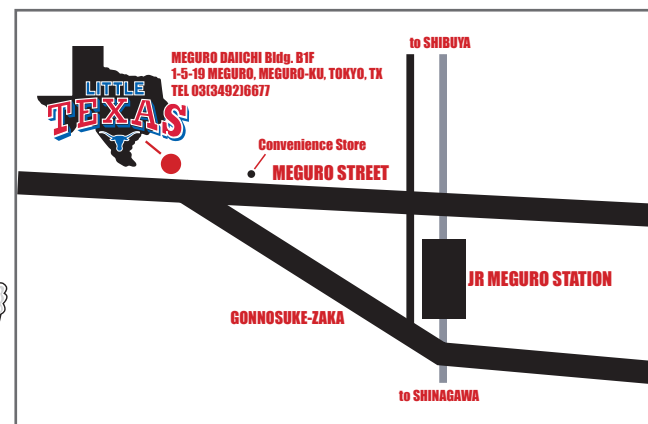 LITTLE
TEXAS
MEGURO DAIICHI Bldg. B1F
1-5-19 MEGURO, MEGURO-KU, TOKYO, TX
TEL 03(3492)6677
to SHIBUYA
Convenience Store
MEGURO STREET
JR MEGURO STATION
GONNOSUKE-ZAKA
to SHINAGAWA